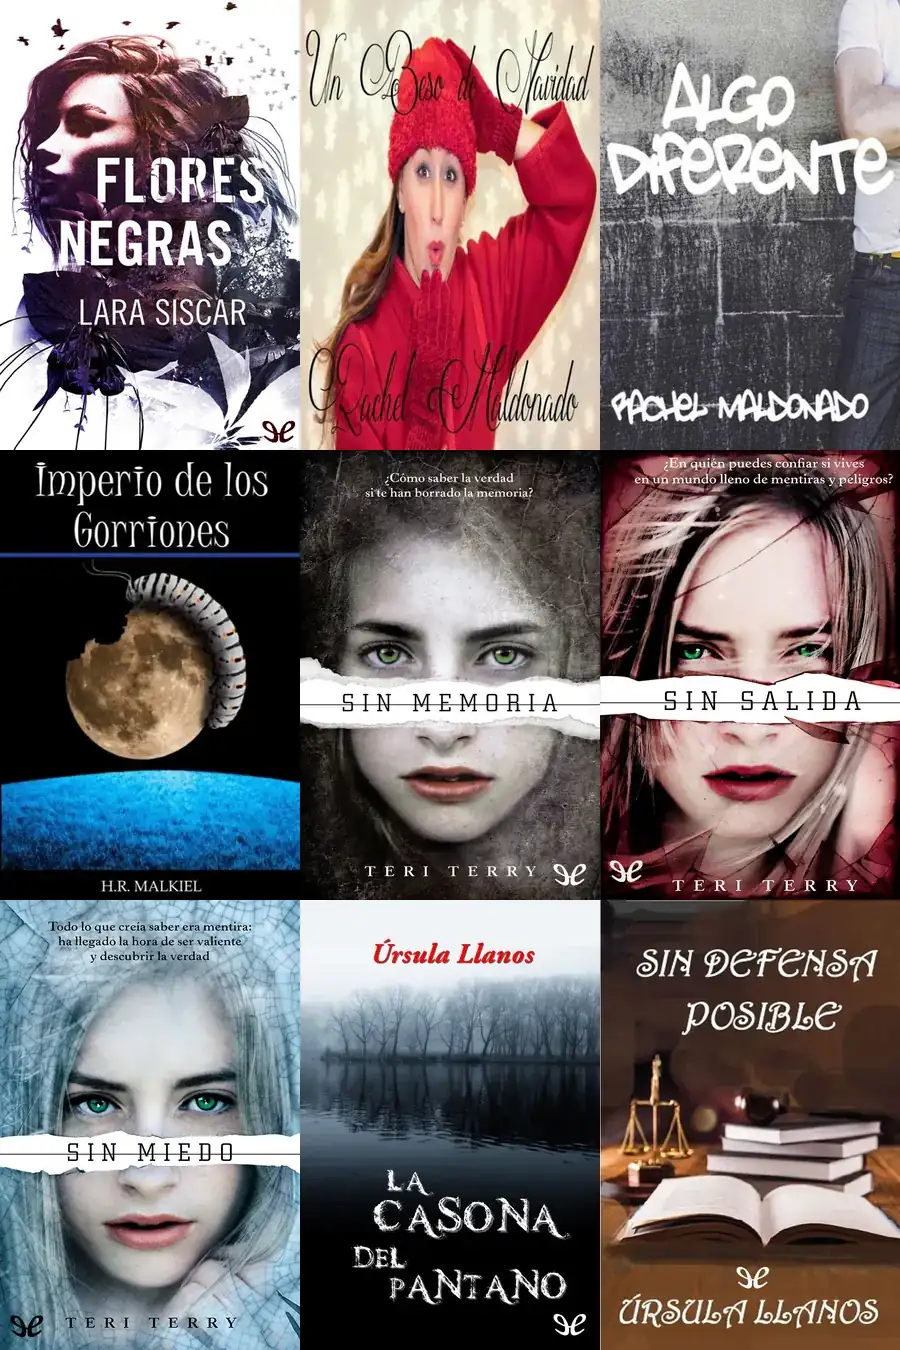 FLORES
NEGRAS
LARA SISCAR
Un Beso de Navidad
Rachel Maldonado
ALGO
DIFERENTE
RACHEL MALDONADO
Imperio de los
Gorriones
H.R. MALKIEL
¿Cómo saber la verdad
si te han borrado la memoria?
SIN MEMORIA
TERI TERRY
¿En quién puedes confiar si vives
en un mundo lleno de mentiras y peligros?
SIN SALIDA
TERI TERRY
Todo lo que creía saber era mentira:
ha llegado la hora de ser valiente
y descubrir la verdad
SIN MIEDO
TERI TERRY
Úrsula Llanos
LA
CASONA
DEL
PANTANO
SIN DEFENSA
POSIBLE
ÚRSULA LLANOS